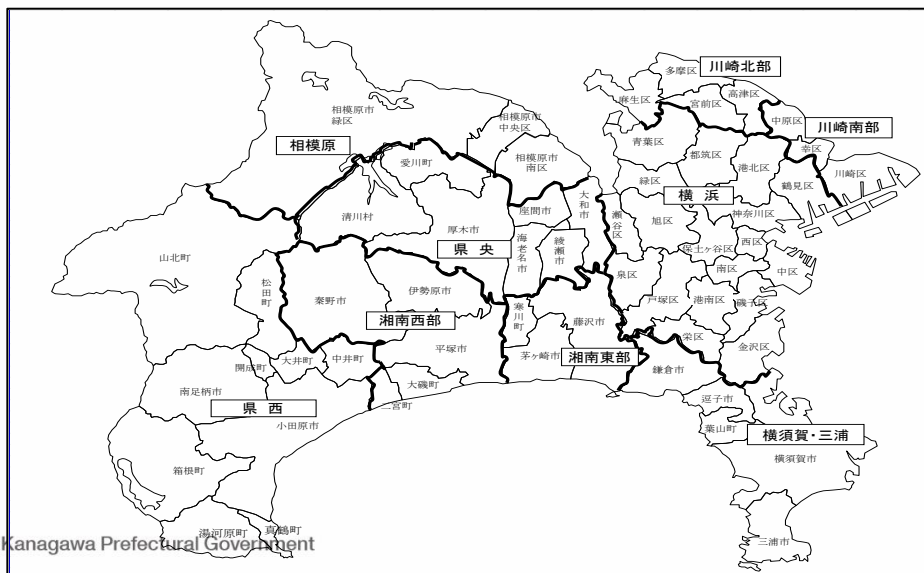 川崎北部
多摩区
高津区
麻生区
宮前区
中原区
川崎南部
幸区
川崎区
相模原市
緑区
相模原市
中央区
相模原
愛川町
相模原市
南区
青葉区
都筑区
港北区
鶴見区
緑区
横浜
大和市
座間市
瀬谷区
旭区
神奈川区
清川村
厚木市
県央
海老名市
綾瀬市
保土ヶ谷区
西区
中区
南区
泉区
山北町
松田町
秦野市
伊勢原市
戸塚区
港南区
磯子区
湘南西部
寒川町
藤沢市
栄区
金沢区
開成町
大井町
中井町
平塚市
茅ヶ崎市
湘南東部
鎌倉市
南足柄市
大磯町
二宮町
逗子市
県西
小田原市
葉山町
横須賀・三浦
横須賀市
箱根町
湯河原町
真鶴町
三浦市
Kanagawa Prefectural Government